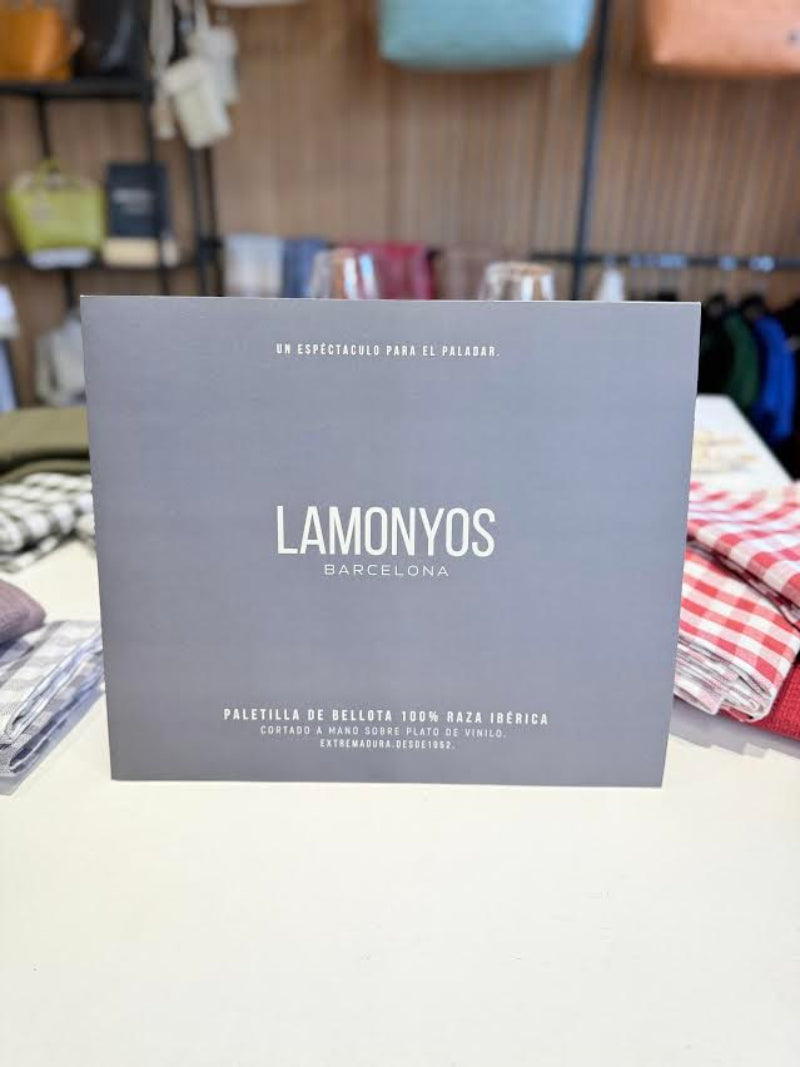 UN ESPÉCTACULO PARA EL PALADAR.
LAMONYOS
BARCELONA
PALETILLA DE BELLOTA 100% RAZA IBÉRICA
CORTADO A MANO SOBRE PLATO DE VINILO.
EXTREMADURA.DESDE1962.